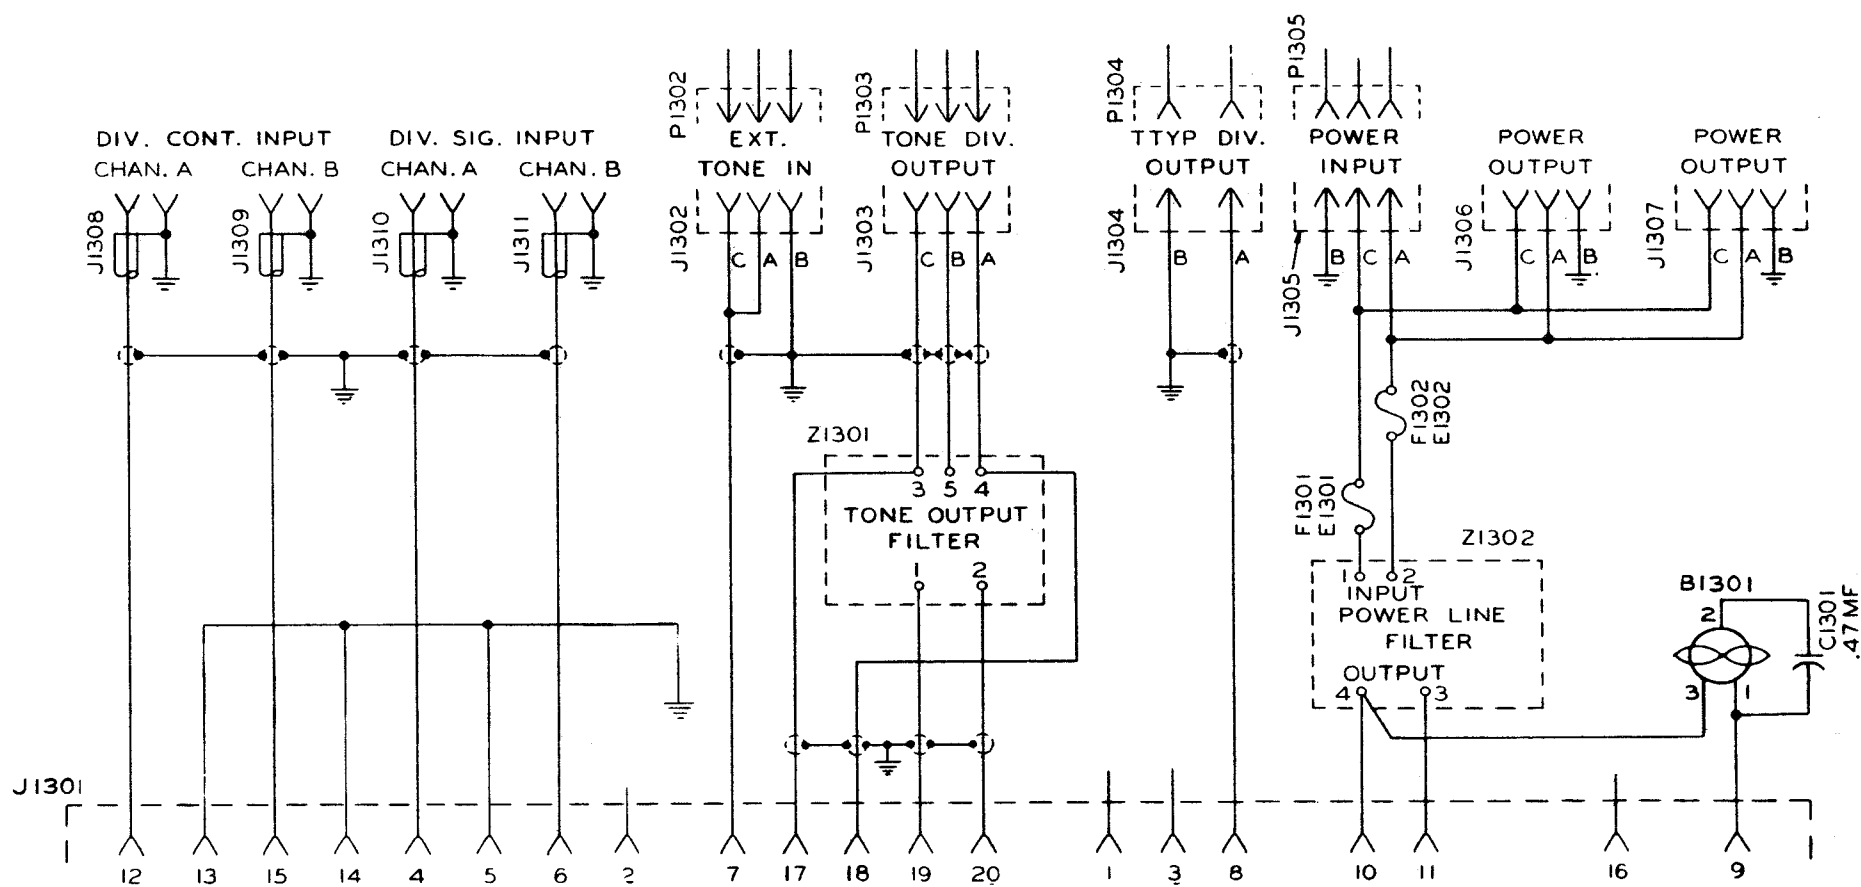 P1302
P1303
P1304
P1305
DIV. CONT. INPUT
CHAN. A
CHAN. B
DIV. SIG. INPUT
CHAN. A
CHAN. B
EXT.
TONE IN
TONE DIV.
OUTPUT
TTYP DIV.
OUTPUT
POWER
INPUT
POWER
OUTPUT
POWER
OUTPUT
J1308
J1309
J1310
J1311
J1302
C A B
J1303
C B A
J1304
B A
J1305
B C A
J1306
C A B
J1307
C A B
F1302
E1302
F1301
E1301
Z1301
3 5 4
TONE OUTPUT
FILTER
1 2
Z1302
1 2
INPUT
POWER LINE
FILTER
OUTPUT
4 3
B1301
2
3 1
C1301
.47 MF
J1301
12 13 15 14 4 5 6 2 7 17 18 19 20 1 3 8 10 11 16 9